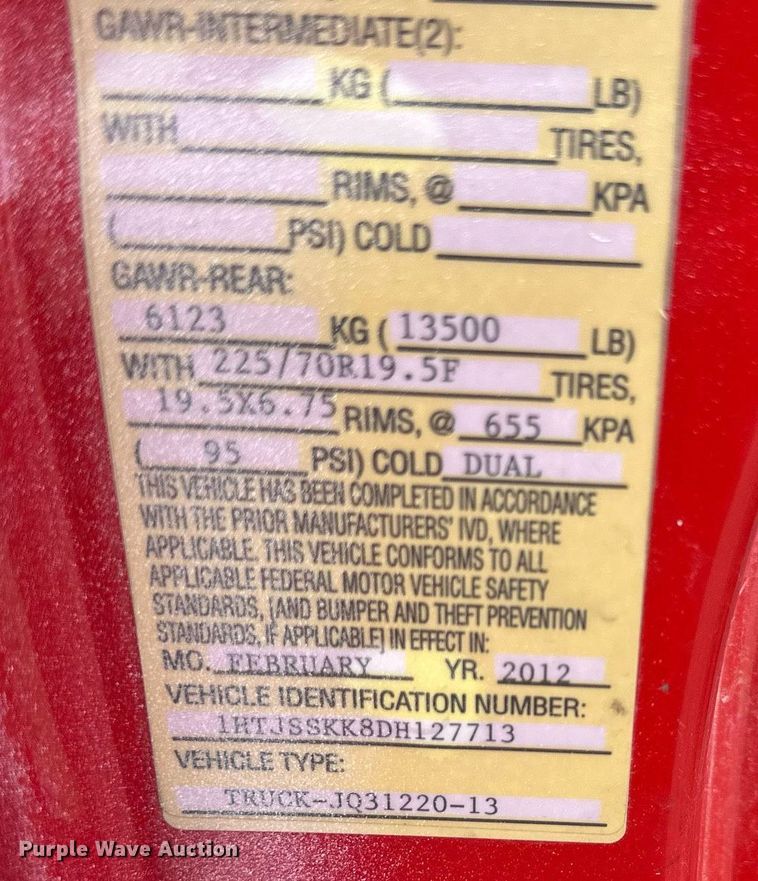 GAWR-INTERMEDIATE(2):
KG ( LB)
WITH TIRES,
RIMS, @ KPA
( PSI) COLD
GAWR-REAR:
6123 KG ( 13500 LB)
WITH 225/70R19.5F TIRES,
19.5X6.75 RIMS, @ 655 KPA
( 95 PSI) COLD DUAL
THIS VEHICLE HAS BEEN COMPLETED IN ACCORDANCE
WITH THE PRIOR MANUFACTURERS' IVD, WHERE
APPLICABLE. THIS VEHICLE CONFORMS TO ALL
APPLICABLE FEDERAL MOTOR VEHICLE SAFETY
STANDARDS, [AND BUMPER AND THEFT PREVENTION
STANDARDS, IF APPLICABLE] IN EFFECT IN:
MO. FEBRUARY YR. 2012
VEHICLE IDENTIFICATION NUMBER:
1HTJSSKK8DH127713
VEHICLE TYPE:
TRUCK-JQ31220-13
Purple Wave Auction